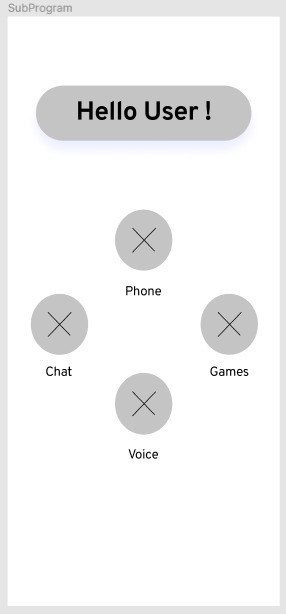 SubProgram
Hello User !
Phone
Chat
Games
Voice